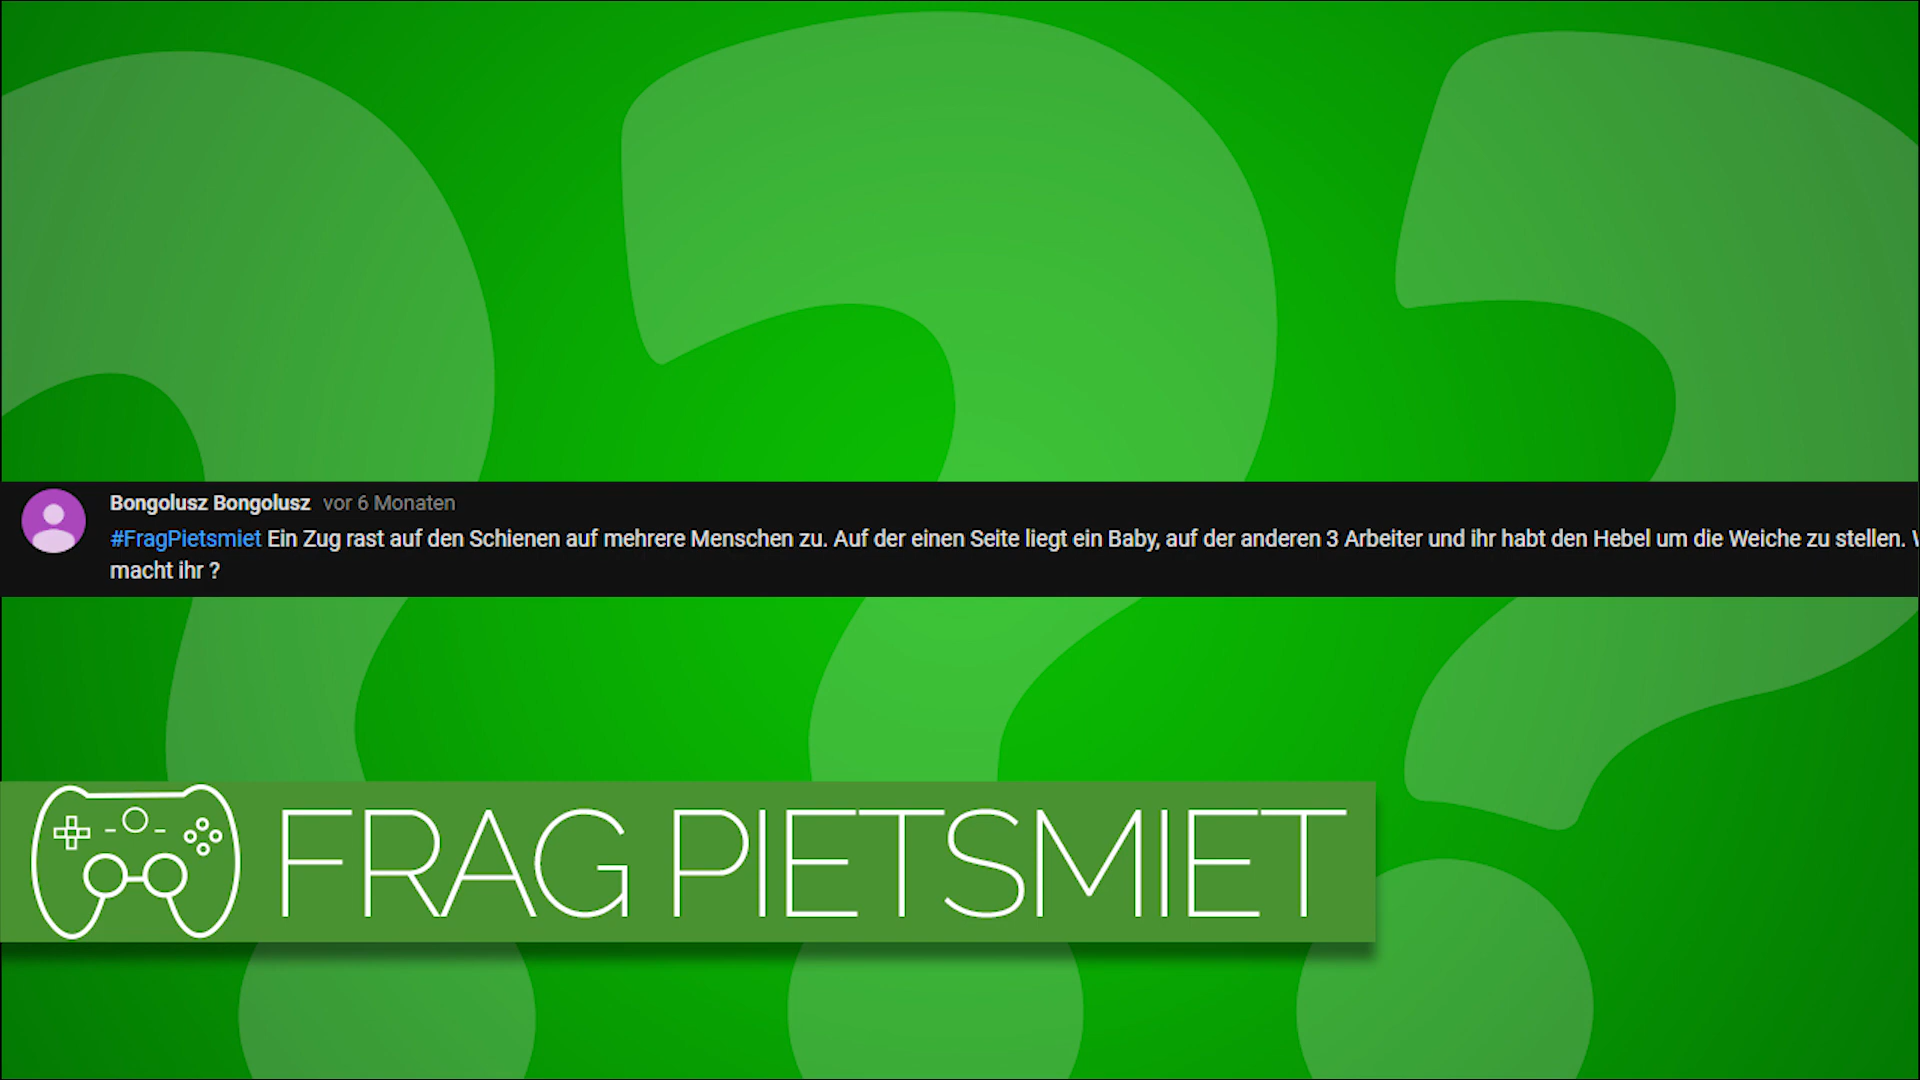 Bongolusz Bongolusz vor 6 Monaten
#FragPietsmiet Ein Zug rast auf den Schienen auf mehrere Menschen zu. Auf der einen Seite liegt ein Baby, auf der anderen 3 Arbeiter und ihr habt den Hebel um die Weiche zu stellen.
macht ihr ?
FRAG PIETSMIET